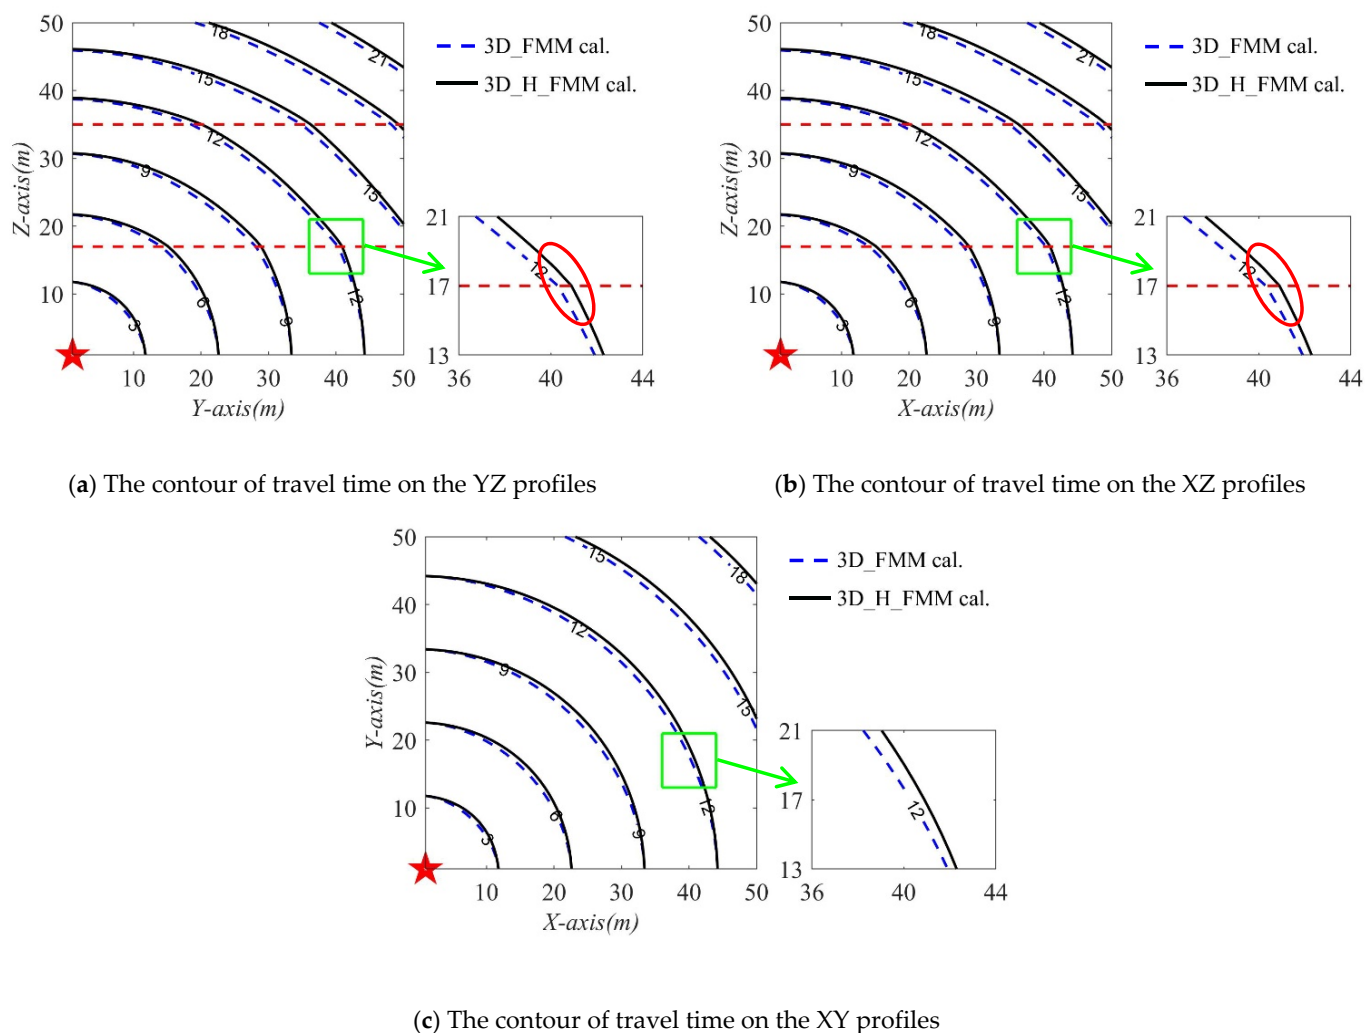 50
40
30
20
10
Z-axis(m)
18
21
15
12
15
9
6
9
12
3
10 20 30 40 50
Y-axis(m)
3D_FMM cal.
3D_H_FMM cal.
21
17
13
12
36 40 44
50
40
30
20
10
Z-axis(m)
18
21
15
12
15
9
6
9
12
3
10 20 30 40 50
X-axis(m)
3D_FMM cal.
3D_H_FMM cal.
21
17
13
12
36 40 44
(a) The contour of travel time on the YZ profiles
(b) The contour of travel time on the XZ profiles
50
40
30
20
10
Y-axis(m)
15
18
12
15
9
6
9
12
3
10 20 30 40 50
X-axis(m)
3D_FMM cal.
3D_H_FMM cal.
21
17
13
12
36 40 44
(c) The contour of travel time on the XY profiles